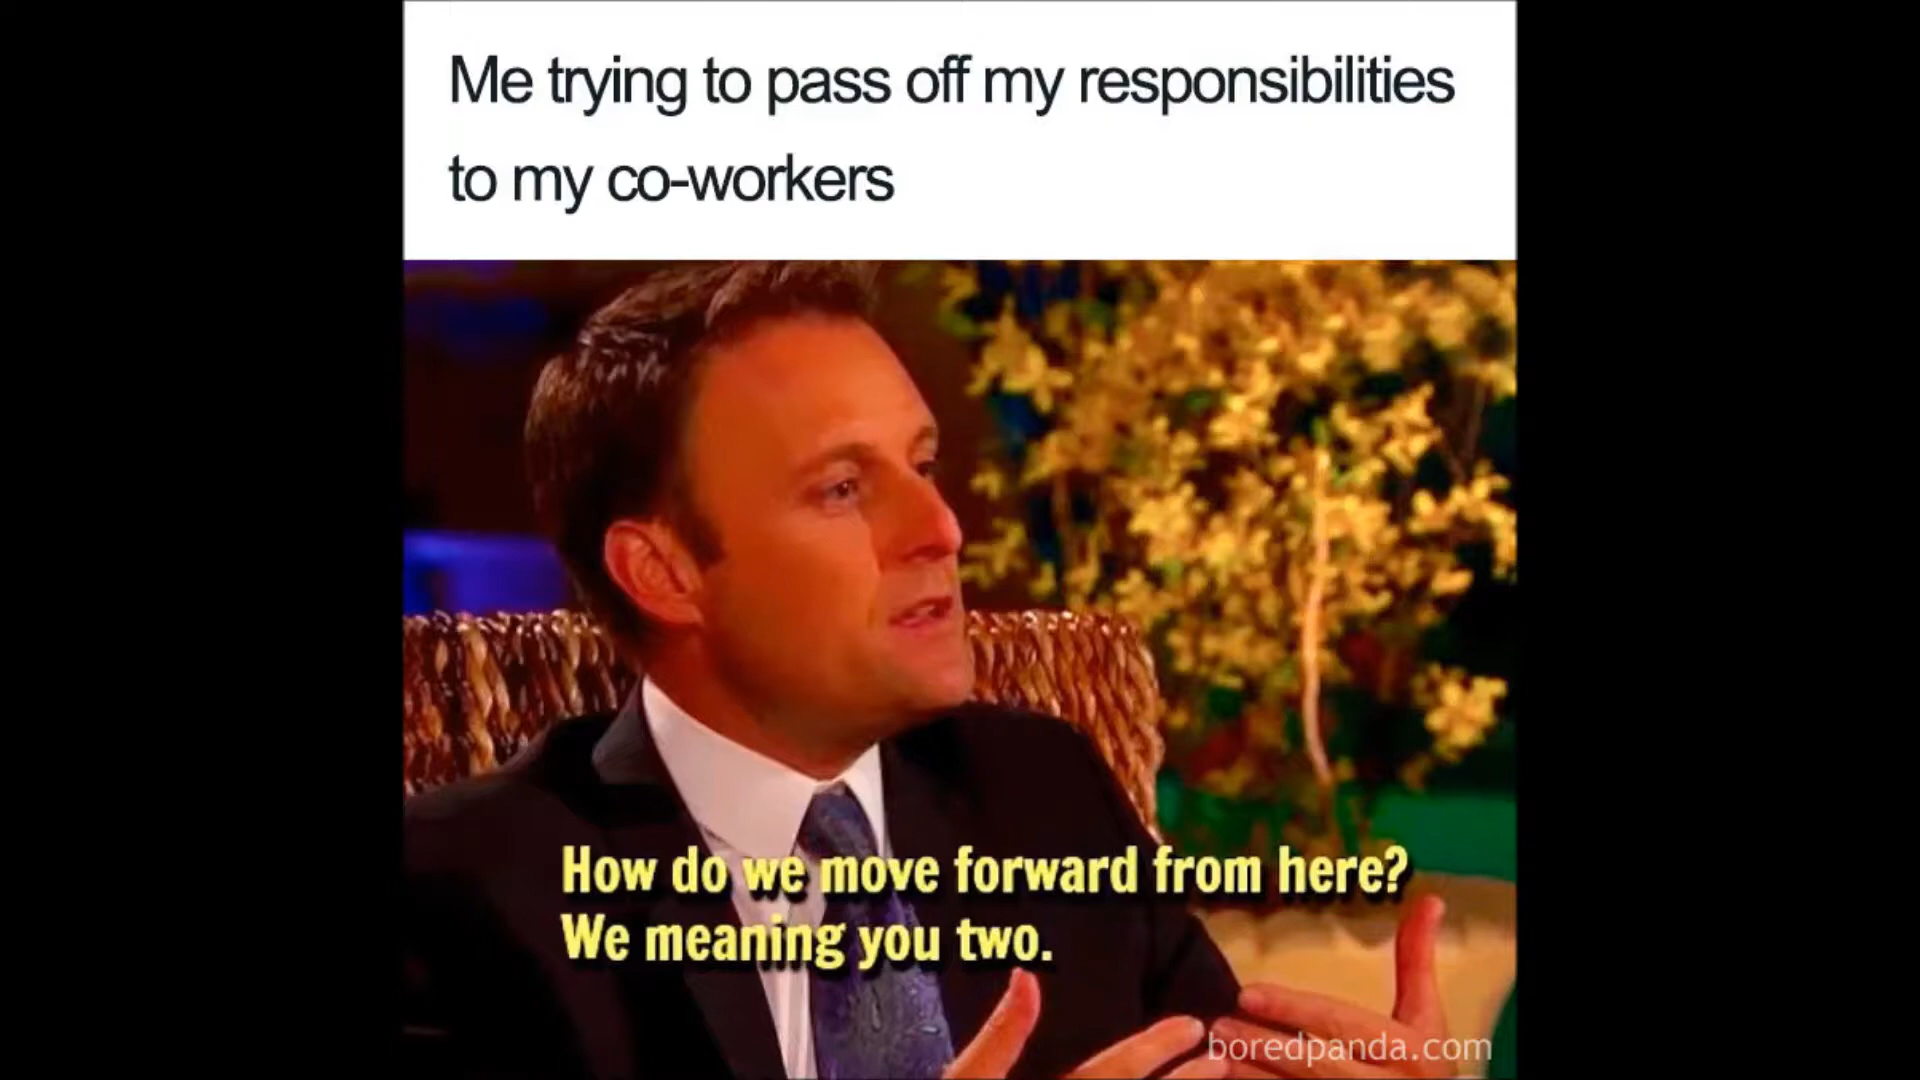 Me trying to pass off my responsibilities
to my co-workers
How do we move forward from here?
We meaning you two.
boredpanda.com